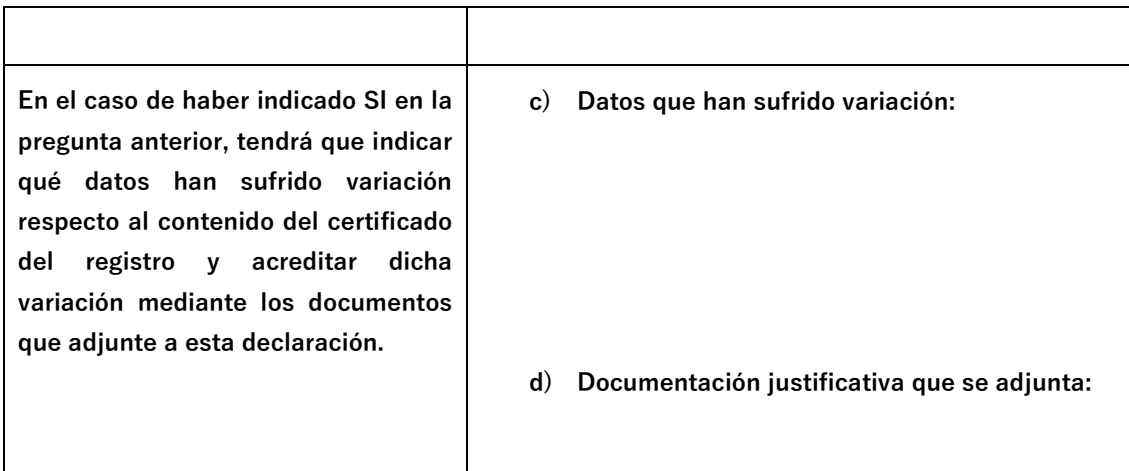 En el caso de haber indicado SI en la
pregunta anterior, tendrá que indicar
qué datos han sufrido variación
respecto al contenido del certificado
del registro y acreditar dicha
variación mediante los documentos
que adjunte a esta declaración.
c) Datos que han sufrido variación:
d) Documentación justificativa que se adjunta: